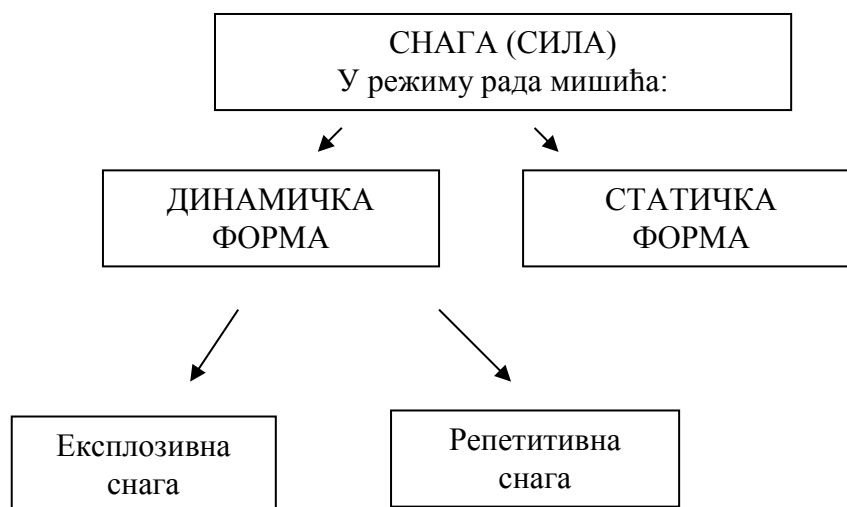 СНАГА (СИЛА)
У режиму рада мишића:
ДИНАМИЧКА
ФОРМА
СТАТИЧКА
ФОРМА
Експлозивна
снага
Репетитивна
снага